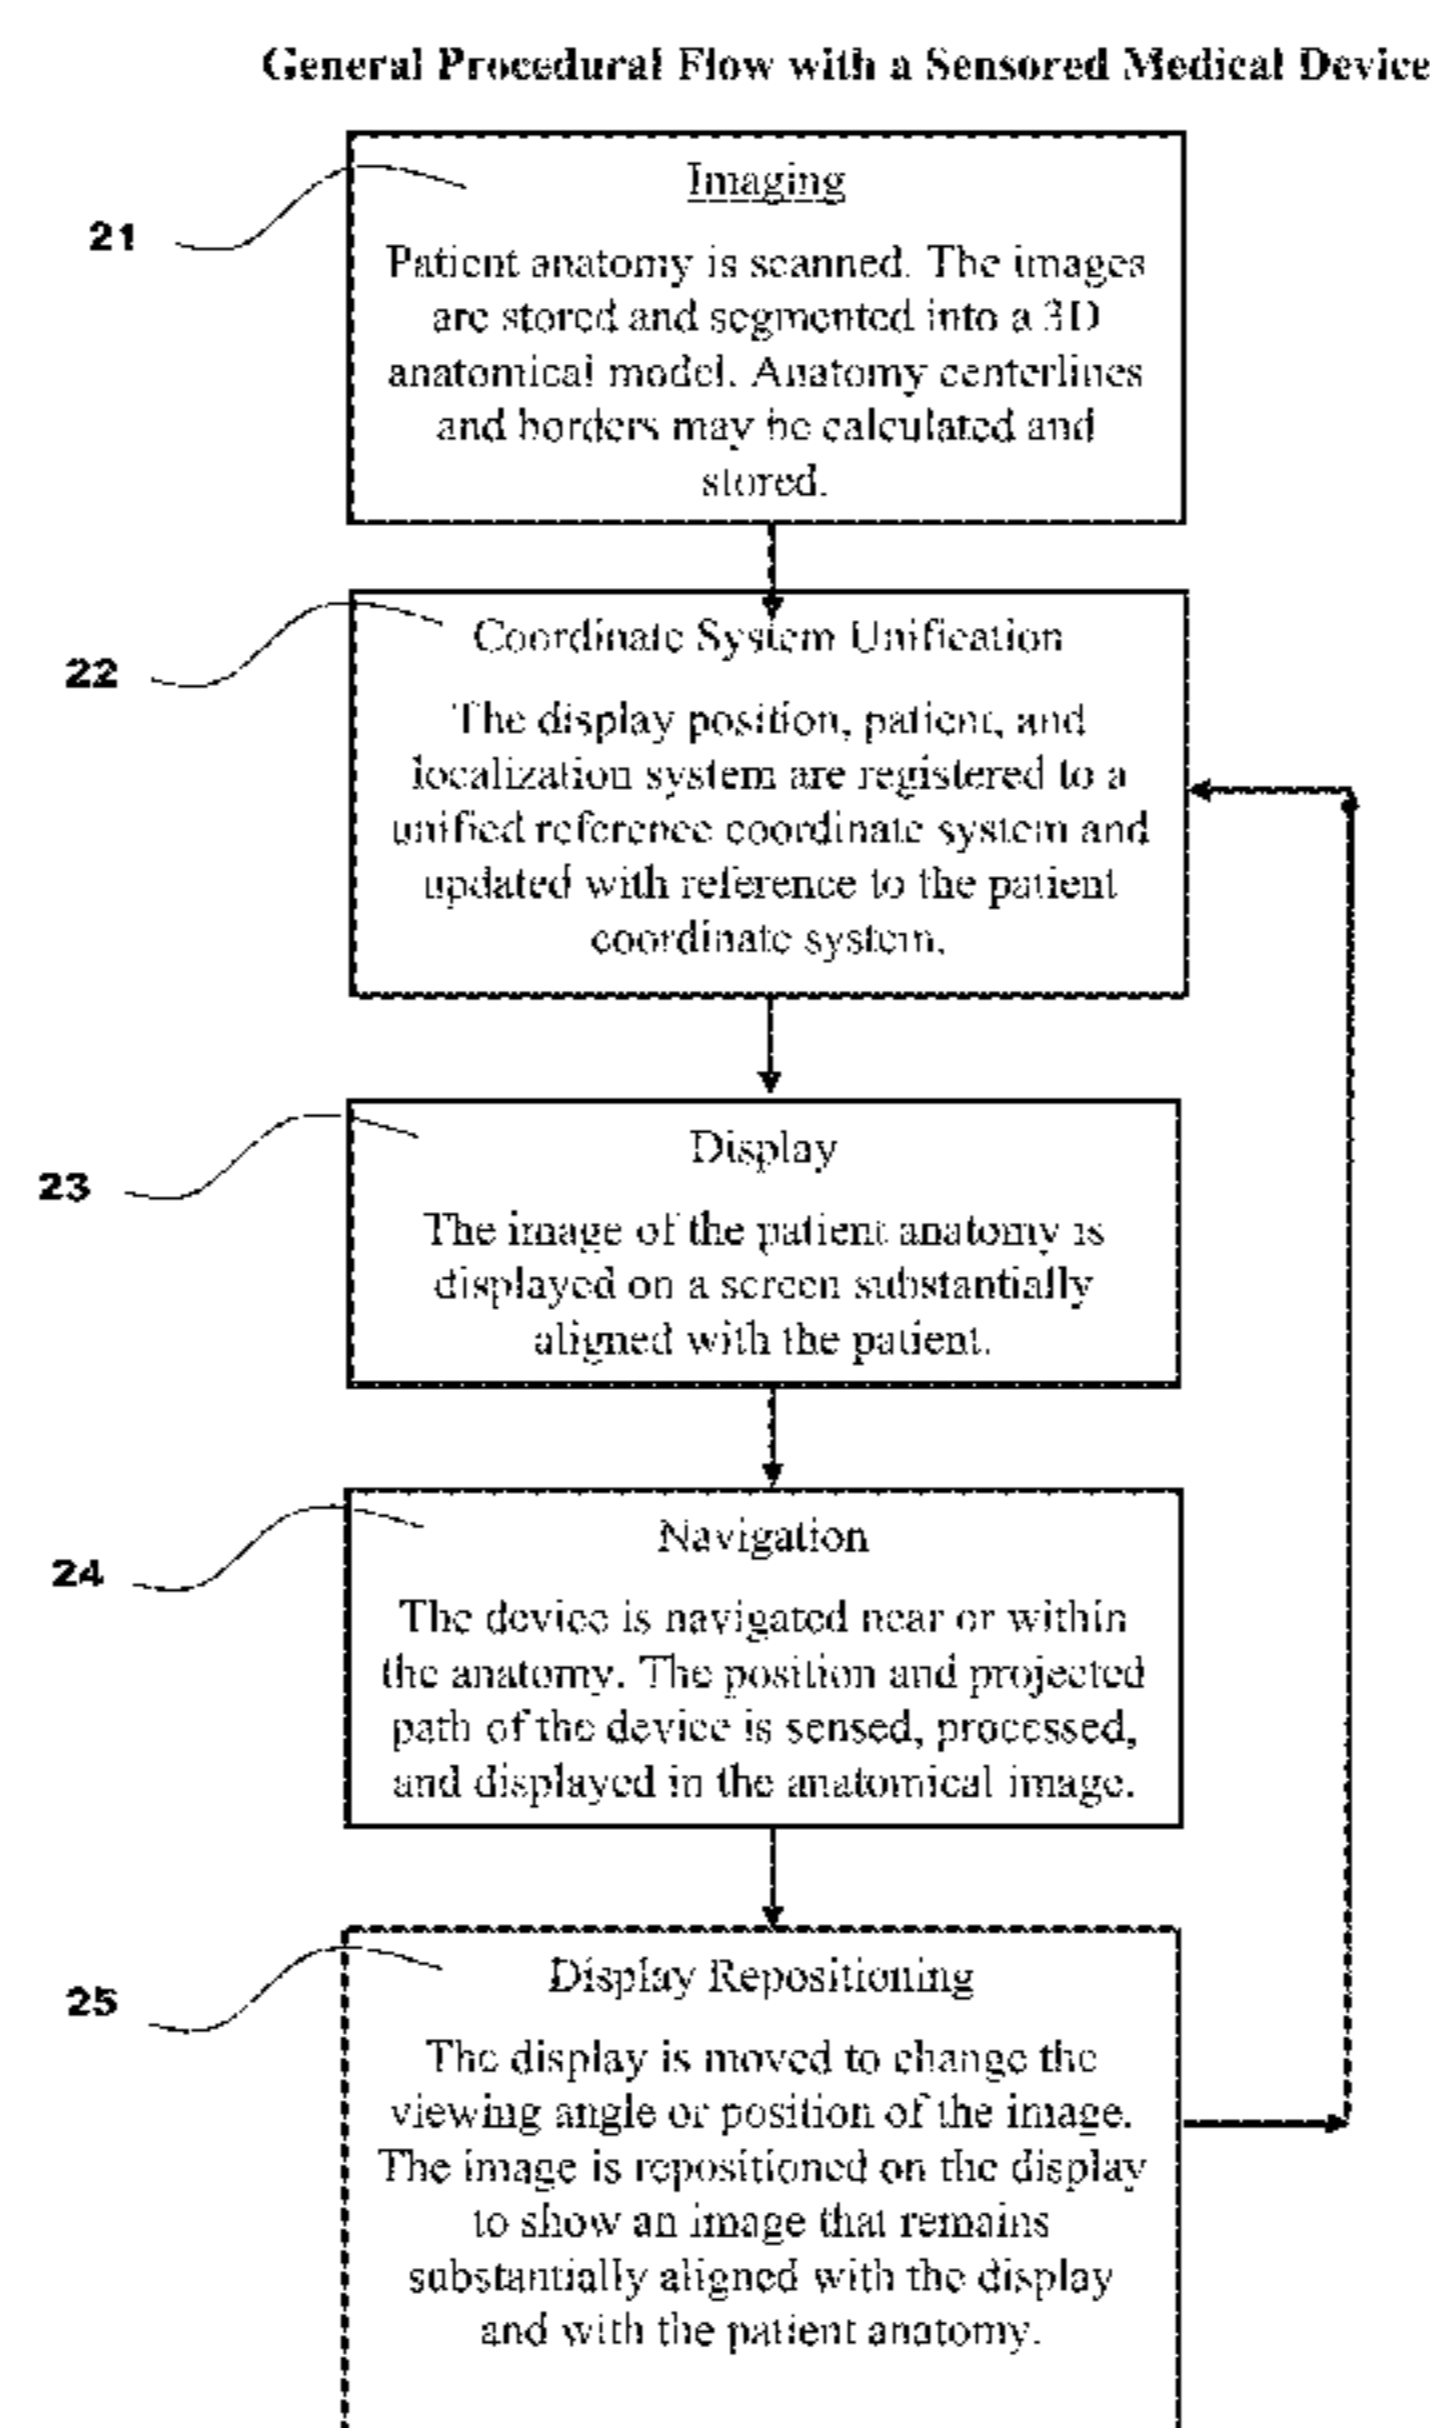 General Procedural Flow with a Sensored Medical Device
21
Imaging
Patient anatomy is scanned. The images
are stored and segmented into a 3D
anatomical model. Anatomy centerlines
and borders may be calculated and
stored.
22
Coordinate System Unification
The display position, patient, and
localization system are registered to a
unified reference coordinate system and
updated with reference to the patient
coordinate system.
23
Display
The image of the patient anatomy is
displayed on a screen substantially
aligned with the patient.
24
Navigation
The device is navigated near or within
the anatomy. The position and projected
path of the device is sensed, processed,
and displayed in the anatomical image.
25
Display Repositioning
The display is moved to change the
viewing angle or position of the image.
The image is repositioned on the display
to show an image that remains
substantially aligned with the display
and with the patient anatomy.